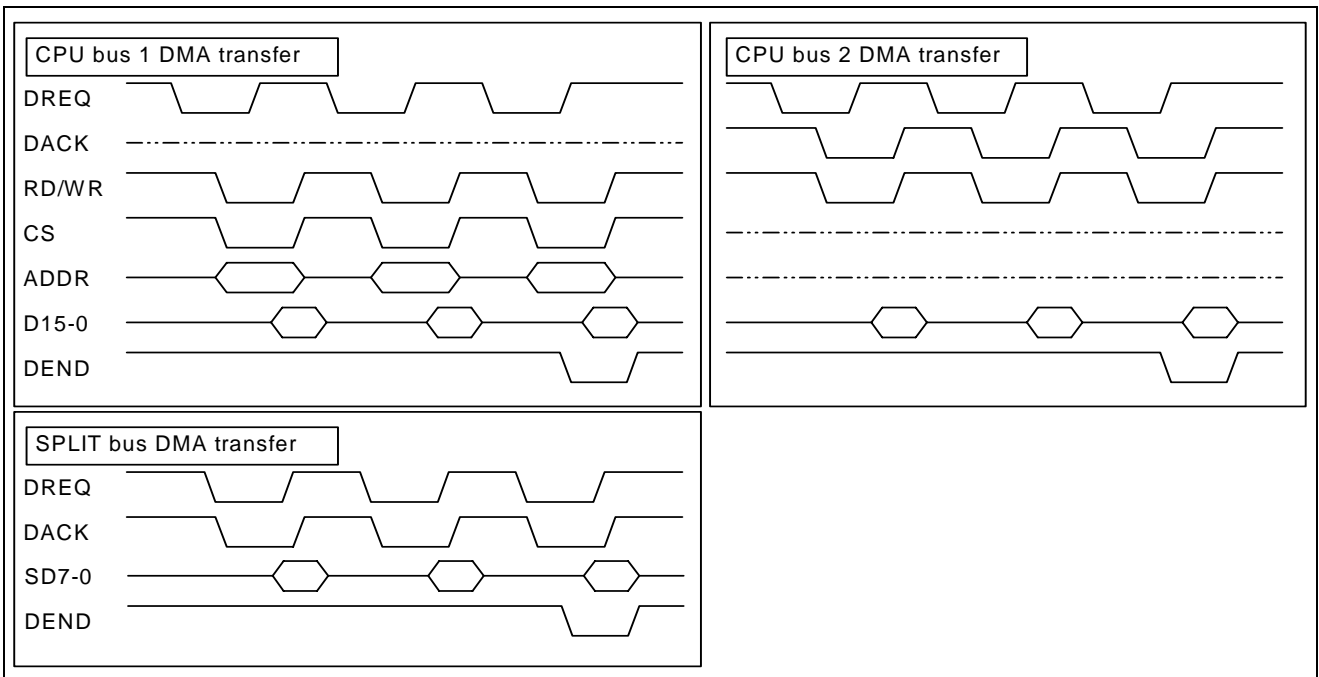 CPU bus 1 DMA transfer
DREQ
DACK
RD/WR
CS
ADDR
D15-0
DEND
CPU bus 2 DMA transfer
SPLIT bus DMA transfer
DREQ
DACK
SD7-0
DEND